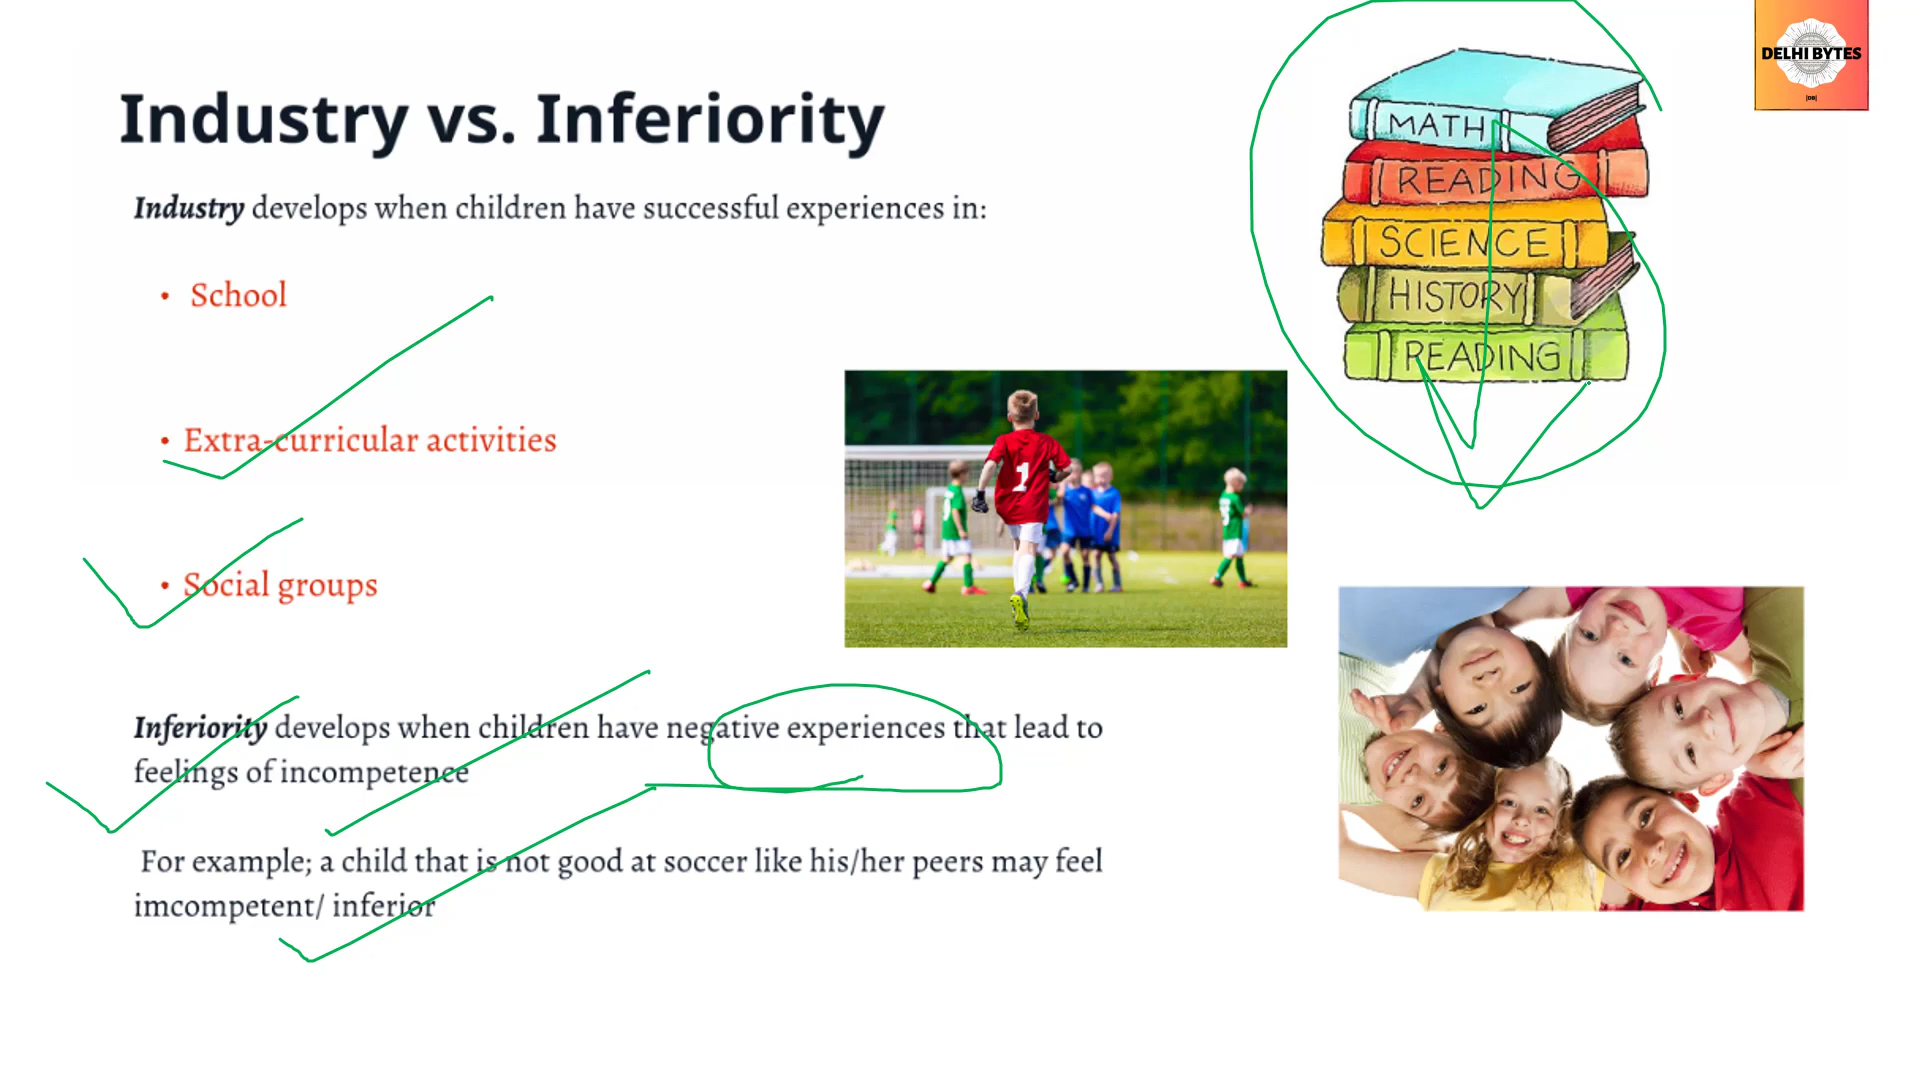 Industry vs. Inferiority
Industry develops when children have successful experiences in:
• School
• Extra-curricular activities
• Social groups
Inferiority develops when children have negative experiences that lead to
feelings of incompetence
For example; a child that is not good at soccer like his/her peers may feel
imcompetent/ inferior
MATH
READING
SCIENCE
HISTORY
READING
1
DELHI BYTES
[DB]